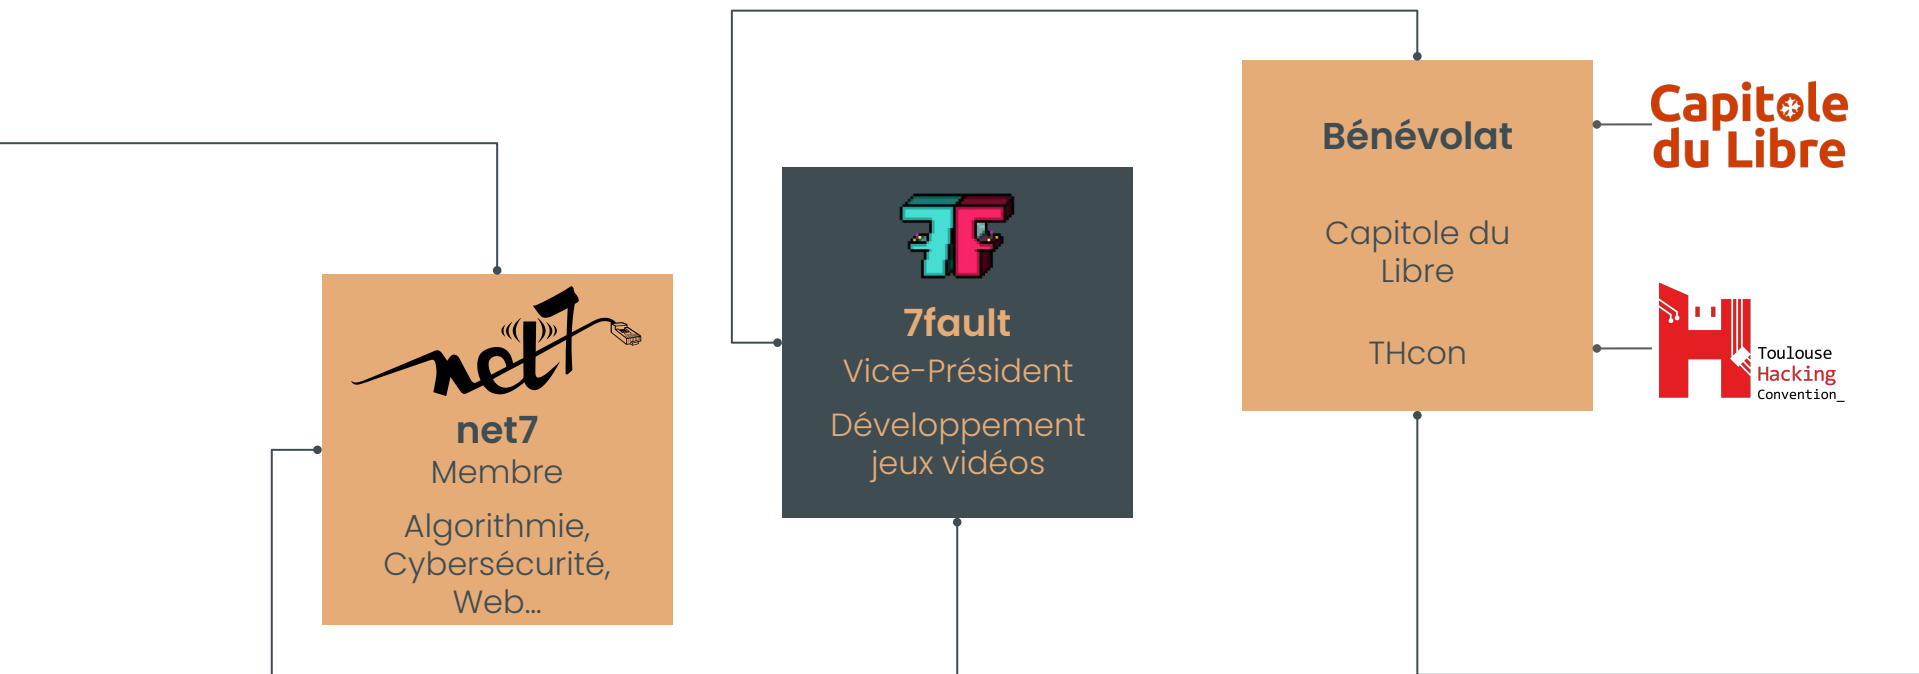 net7
net7
Membre
Algorithmie,
Cybersécurité,
Web...
7F
7fault
Vice-Président
Développement
jeux vidéos
Bénévolat
Capitole du
Libre
THcon
Capitole
du Libre
H
Toulouse
Hacking
Convention_